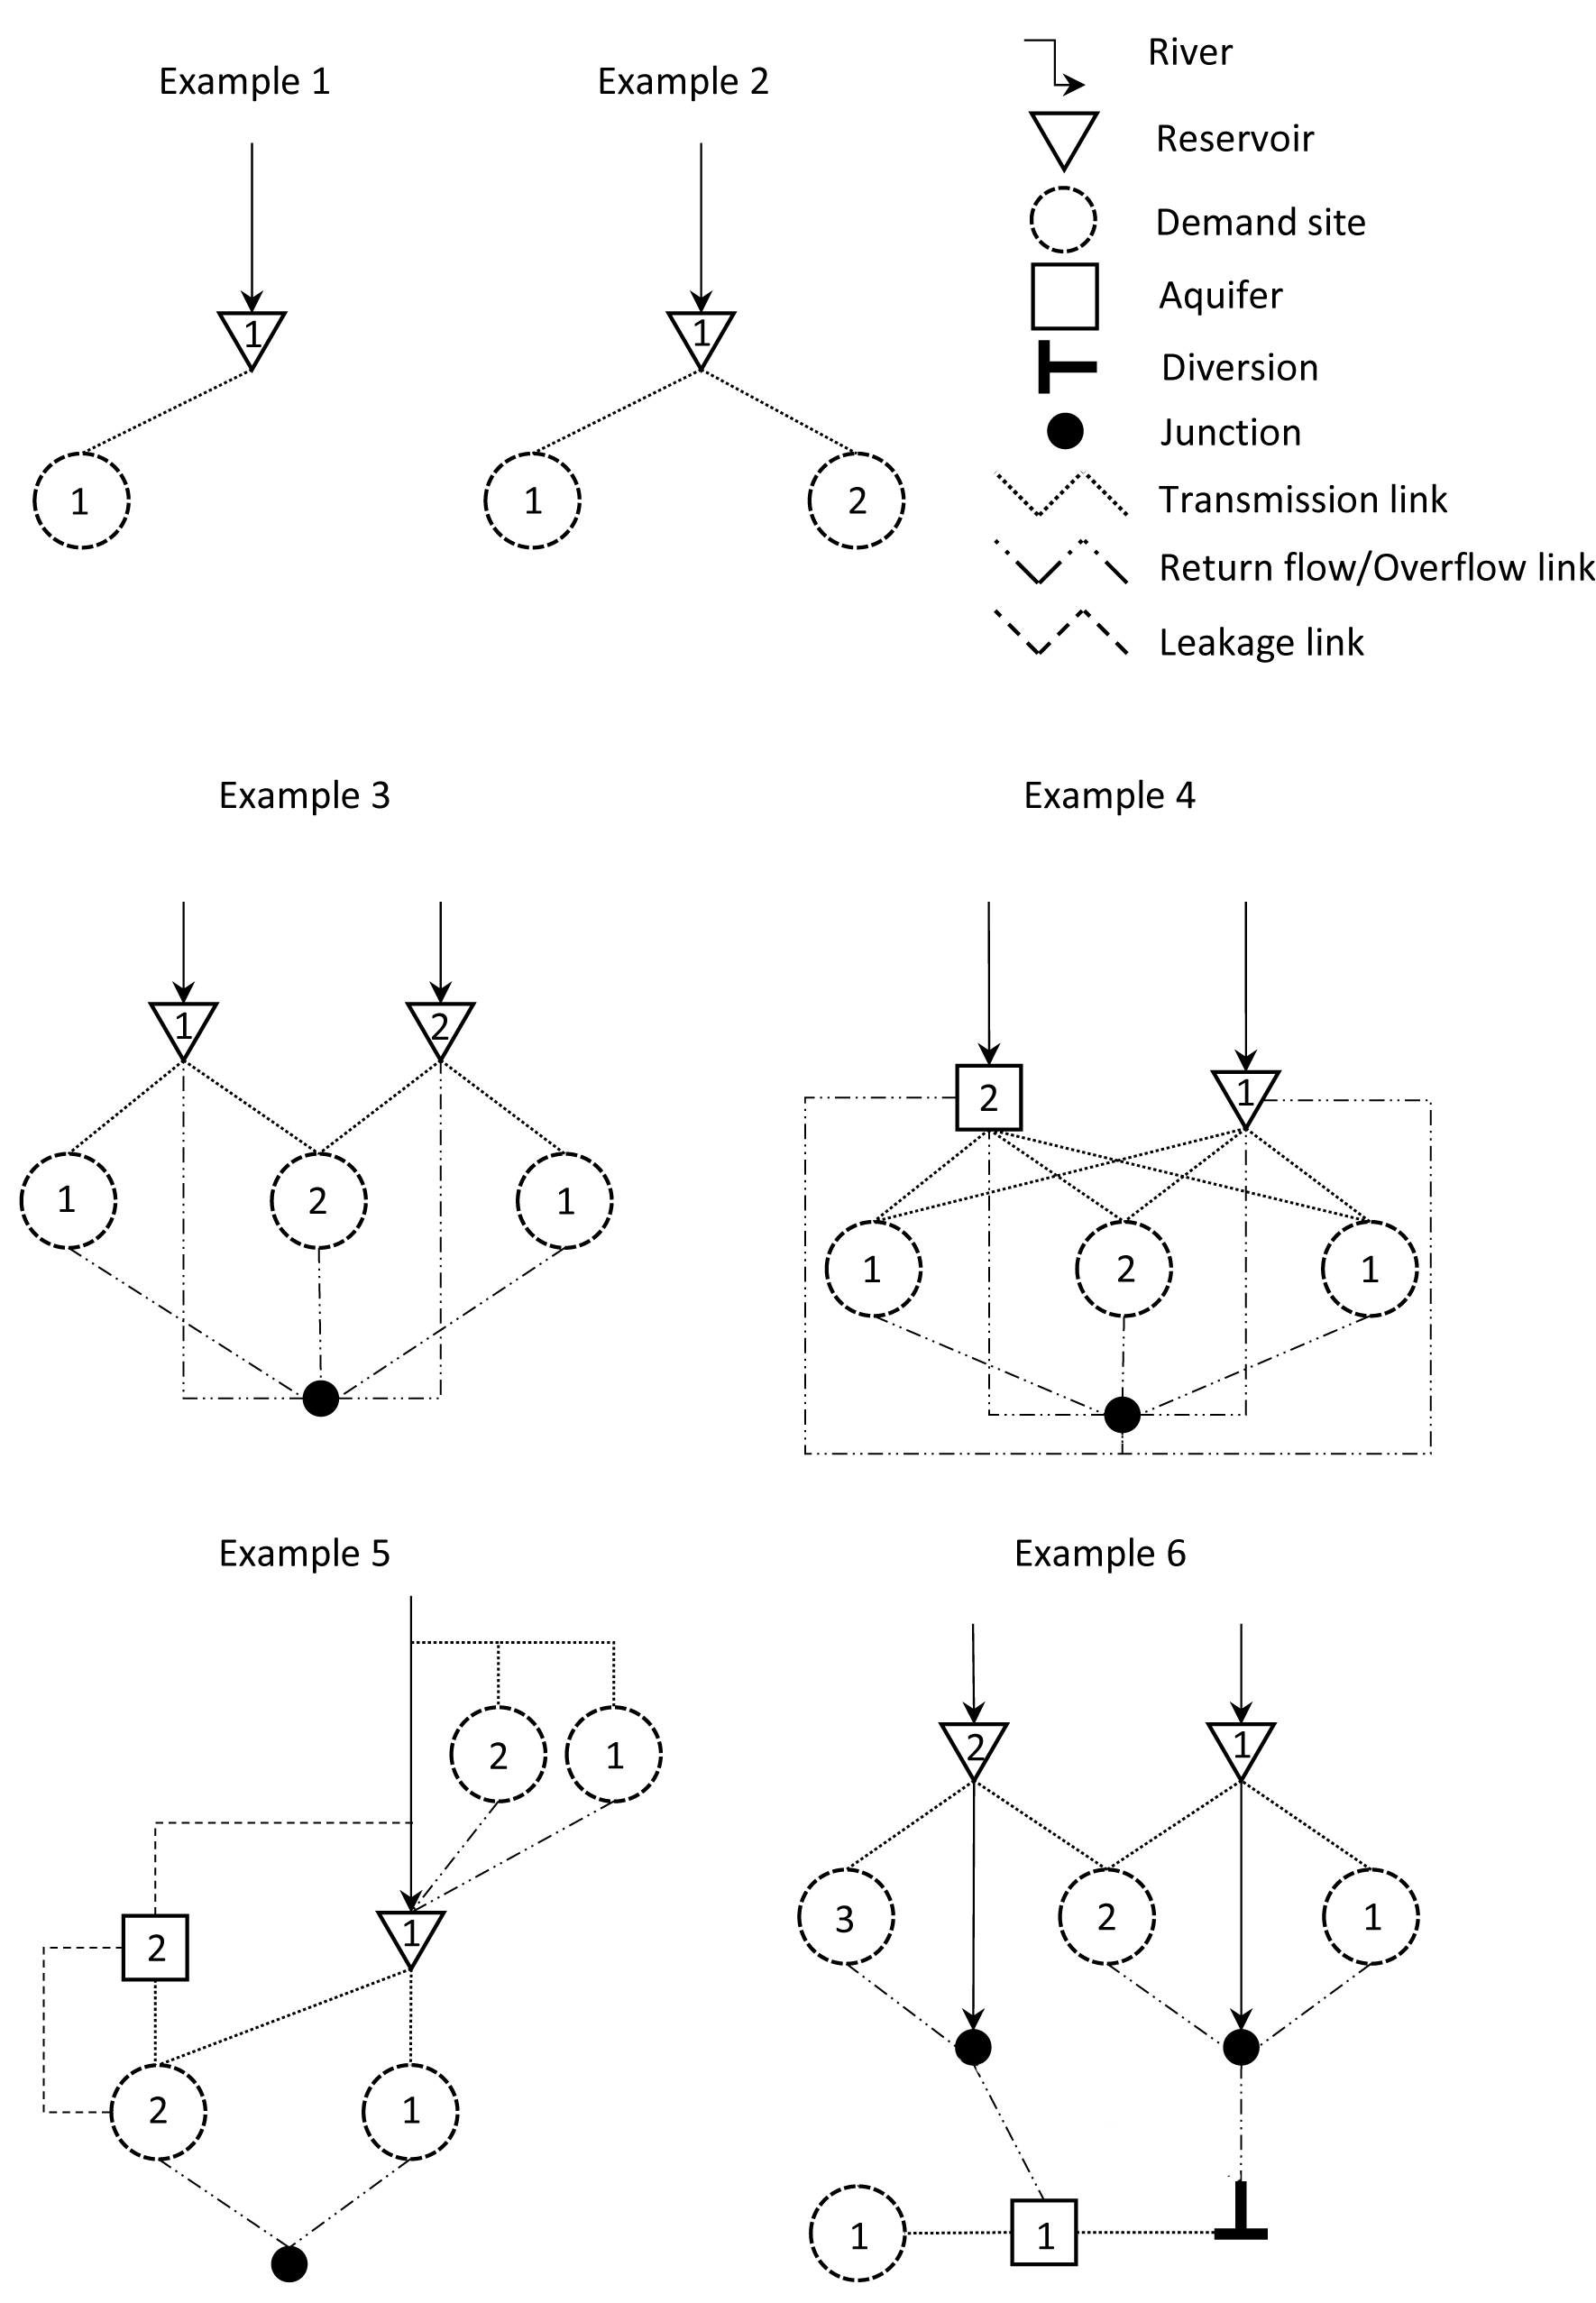 Example 1
Example 2
1
1
1
1
2
River
Reservoir
Demand site
Aquifer
Diversion
Junction
Transmission link
Return flow/Overflow link
Leakage link
Example 3
1
2
1
2
1
Example 4
2
1
1
2
1
Example 5
2
1
2
1
2
1
Example 6
2
1
3
2
1
1
1